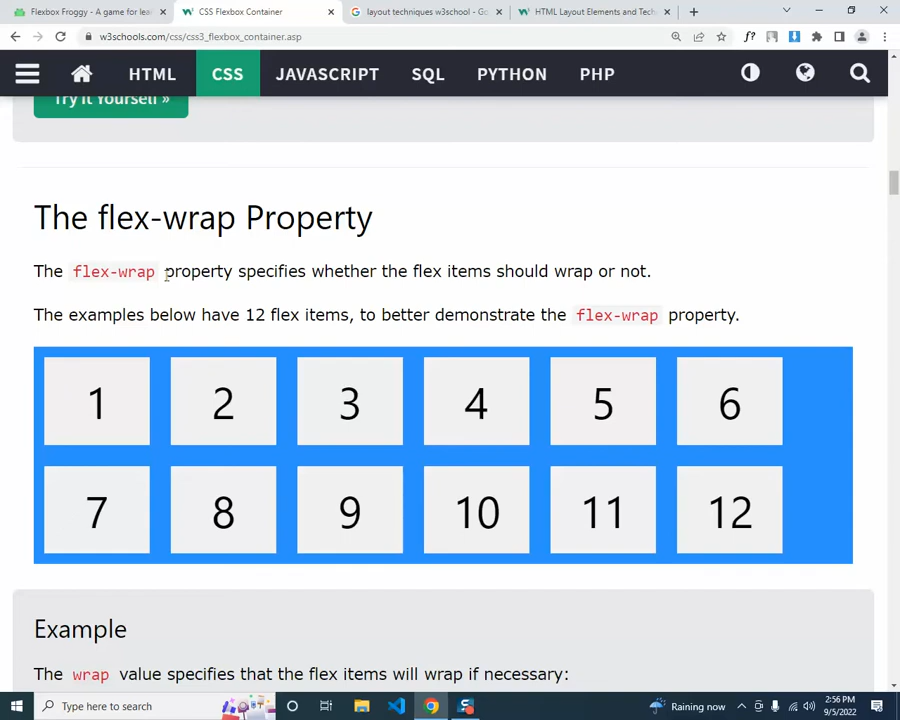 Flexbox Froggy - A game for lea
CSS Flexbox Container
layout techniques w3school - Go
HTML Layout Elements and Tech
w3schools.com/css/css3_flexbox_container.asp
HTML CSS JAVASCRIPT SQL PYTHON PHP
Try it Yourself »
The flex-wrap Property
The flex-wrap property specifies whether the flex items should wrap or not.
The examples below have 12 flex items, to better demonstrate the flex-wrap property.
1 2 3 4 5 6
7 8 9 10 11 12
Example
The wrap value specifies that the flex items will wrap if necessary:
Type here to search
Raining now
2:56 PM
9/5/2022